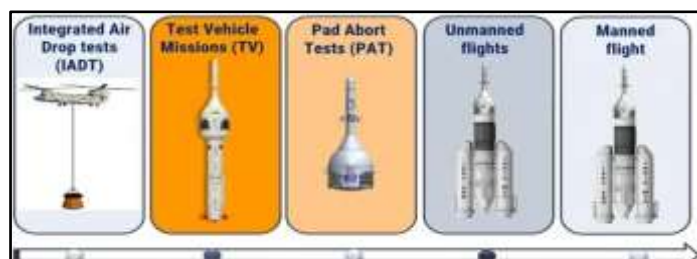 Integrated Air
Drop tests
(IADT)
Test Vehicle
Missions (TV)
Pad Abort
Tests (PAT)
Unmanned
flights
Manned
flight